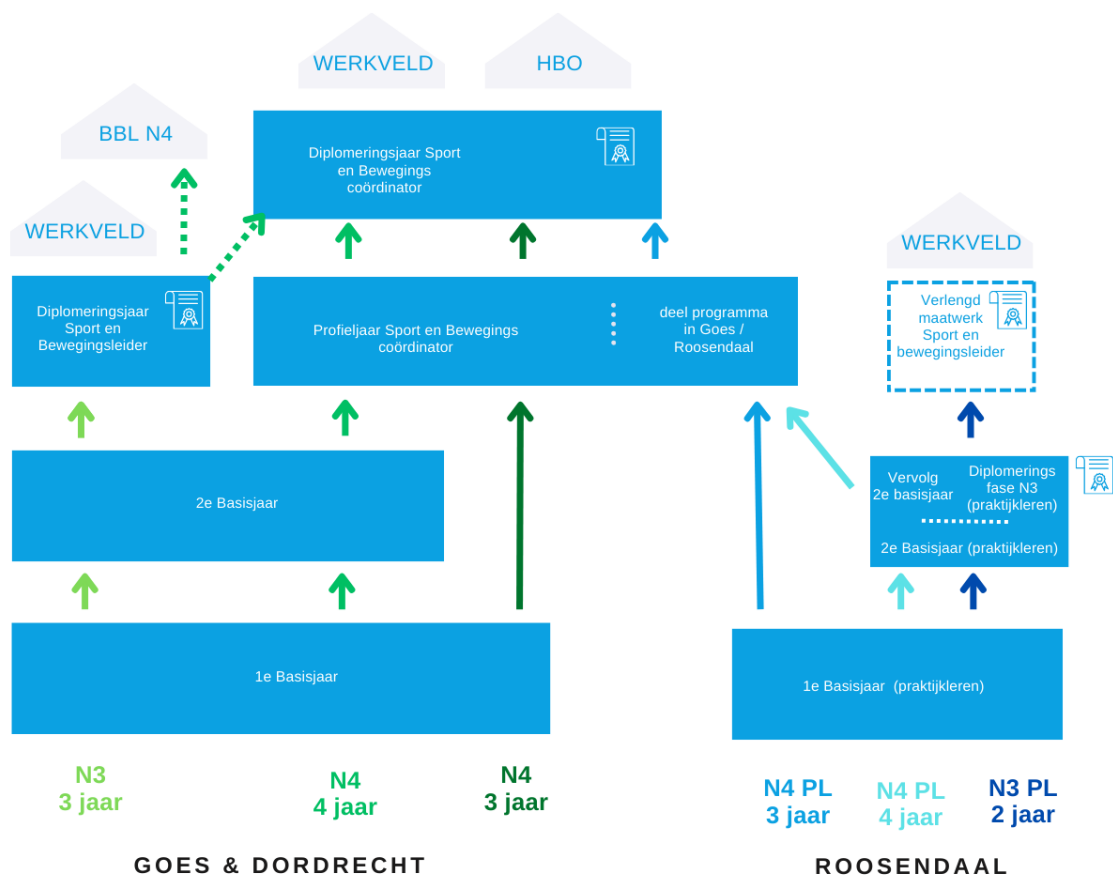 WERKVELD
HBO
BBL N4
Diplomeringsjaar Sport
en Bewegings
coördinator
WERKVELD
WERKVELD
Diplomeringsjaar
Sport en
Bewegingsleider
Profieljaar Sport en Bewegings
coördinator
deel programma
in Goes /
Roosendaal
Verlengd
maatwerk
Sport en
bewegingsleider
2e Basisjaar
Vervolg
2e basisjaar
Diplomerings
fase N3
(praktijkleren)
2e Basisjaar (praktijkleren)
1e Basisjaar
1e Basisjaar (praktijkleren)
N3
3 jaar
N4
4 jaar
N4
3 jaar
N4 PL
3 jaar
N4 PL
4 jaar
N3 PL
2 jaar
GOES & DORDRECHT
ROOSENDAAL